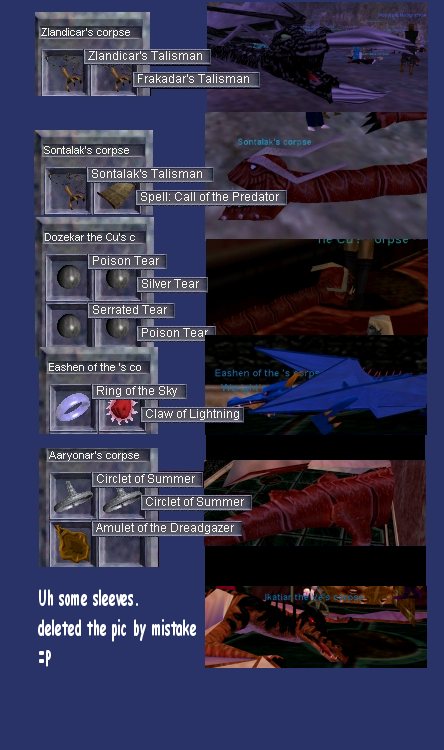 Zlandicar's corpse
Zlandicar's Talisman
Frakadar's Talisman
Sontalak's corpse
Sontalak's corpse
Sontalak's Talisman
Spell: Call of the Predator
Dozekar the Cu's c
Poison Tear
Silver Tear
Serrated Tear
Poison Tear
Eashen of the 's co
Eashen of the 's corps
Ring of the Sky
Claw of Lightning
Aaryonar's corpse
Circlet of Summer
Circlet of Summer
Amulet of the Dreadgazer
Uh some sleeves.
deleted the pic by mistake
=P